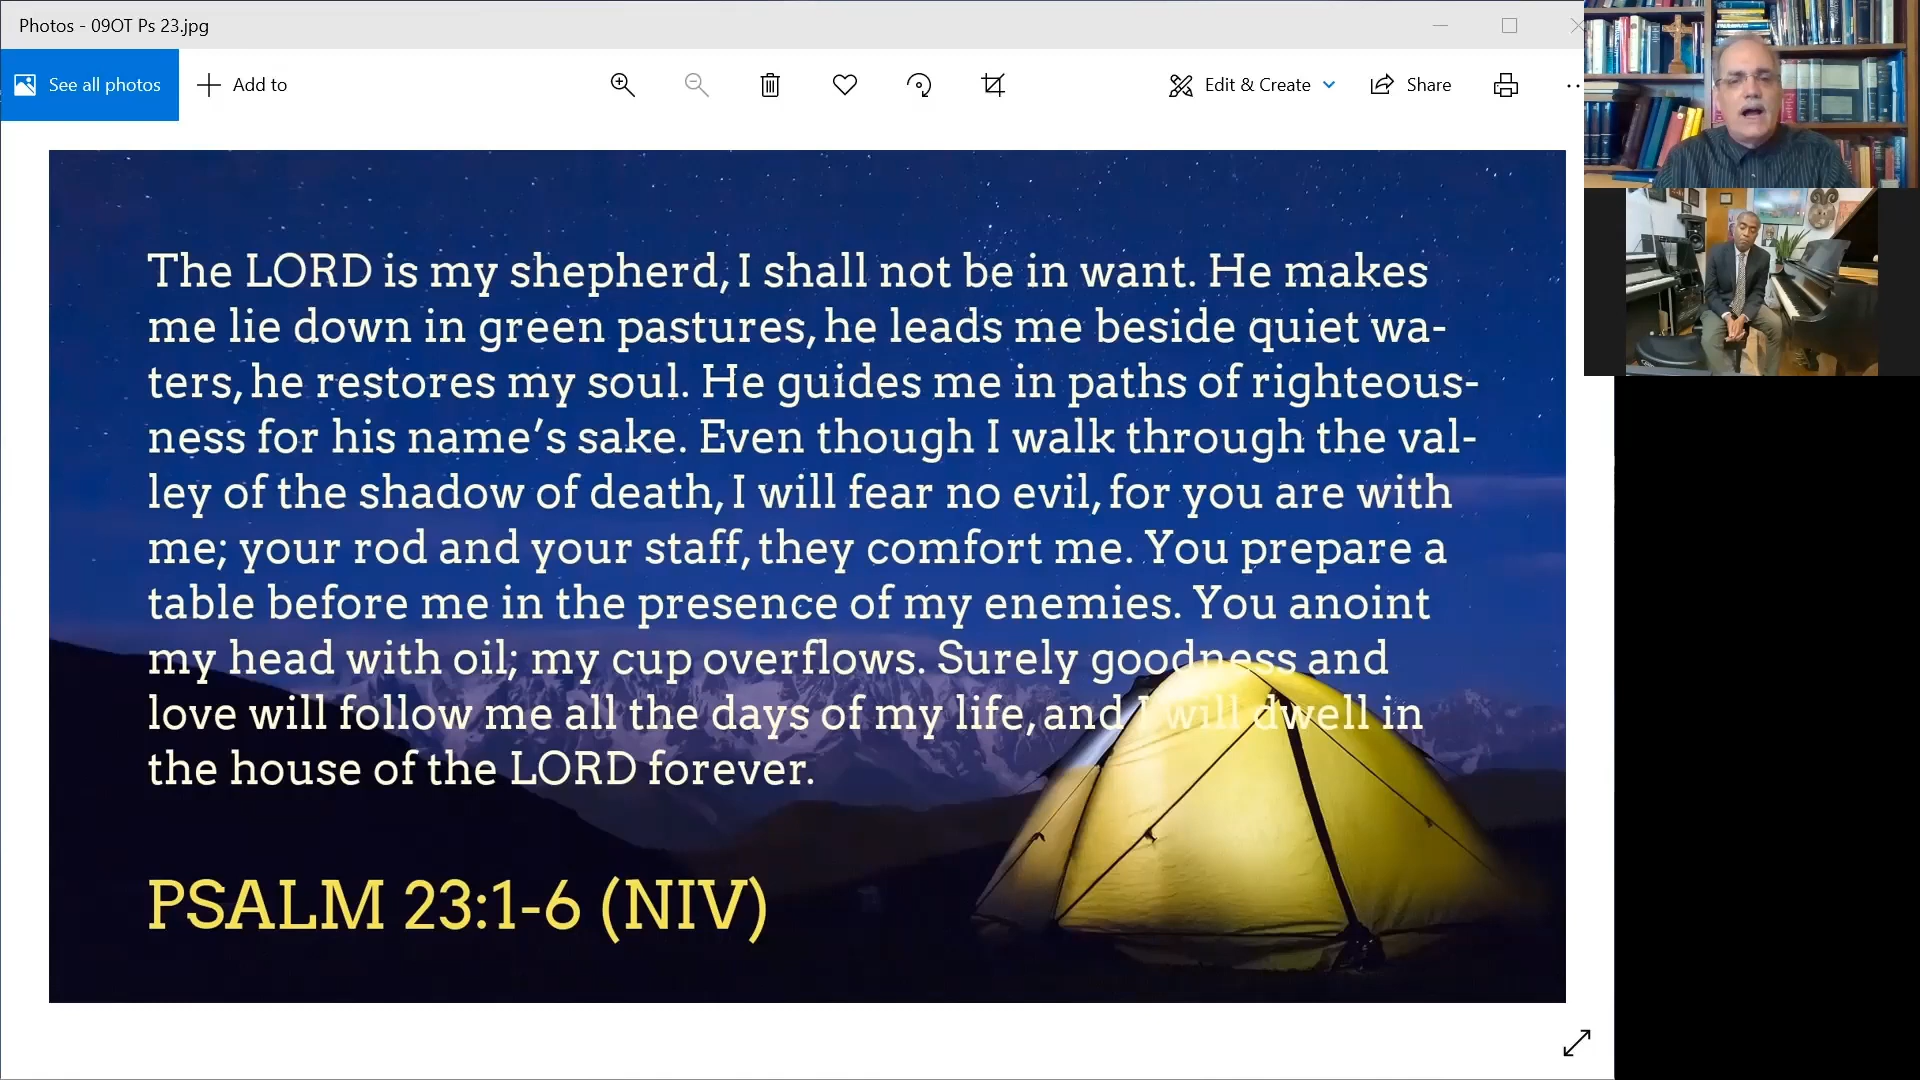 Photos - 09OT Ps 23.jpg
See all photos
Add to
Edit & Create
Share
The LORD is my shepherd, I shall not be in want. He makes
me lie down in green pastures, he leads me beside quiet wa-
ters, he restores my soul. He guides me in paths of righteous-
ness for his name’s sake. Even though I walk through the val-
ley of the shadow of death, I will fear no evil, for you are with
me; your rod and your staff, they comfort me. You prepare a
table before me in the presence of my enemies. You anoint
my head with oil; my cup overflows. Surely goodness and
love will follow me all the days of my life, and I will dwell in
the house of the LORD forever.
PSALM 23:1-6 (NIV)